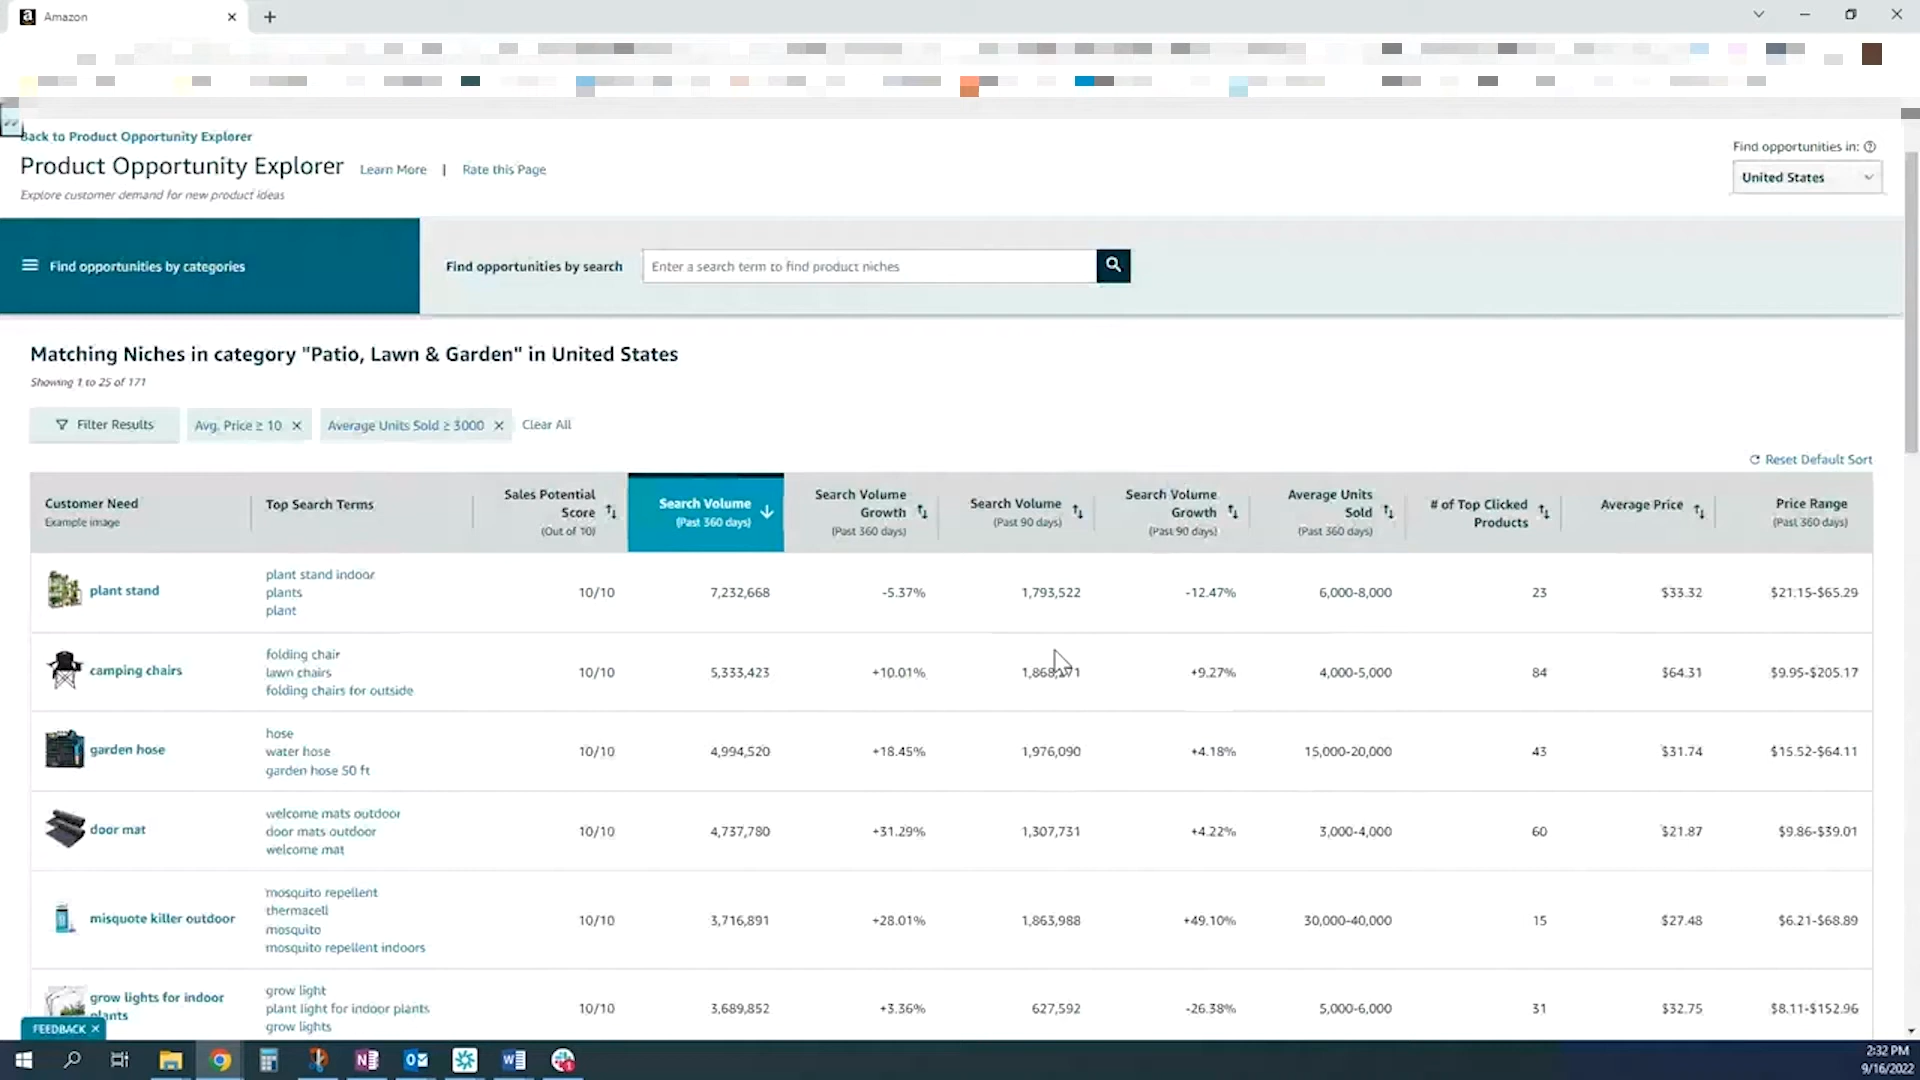 Amazon
Back to Product Opportunity Explorer
Product Opportunity Explorer Learn More | Rate this Page
Explore customer demand for new product ideas
Find opportunities in:
United States
Find opportunities by categories
Find opportunities by search
Enter a search term to find product niches
Matching Niches in category "Patio, Lawn & Garden" in United States
Showing 1 to 25 of 171
Filter Results
Avg. Price ≥ 10 ×
Average Units Sold ≥ 3000 ×
Clear All
Reset Default Sort
Customer Need
Example image
Top Search Terms
Sales Potential
Score
(Out of 10)
Search Volume
(Past 360 days)
Search Volume
Growth
(Past 360 days)
Search Volume
(Past 90 days)
Search Volume
Growth
(Past 90 days)
Average Units
Sold
(Past 360 days)
# of Top Clicked
Products
Average Price
Price Range
(Past 360 days)
plant stand
plant stand indoor
plants
plant
10/10 7,232,668 -5.37% 1,793,522 -12.47% 6,000-8,000 23 $33.32 $21.15-$65.29
camping chairs
folding chair
lawn chairs
folding chairs for outside
10/10 5,333,423 +10.01% +9.27% 4,000-5,000 84 $64.31 $9.95-$205.17
garden hose
hose
water hose
garden hose 50 ft
10/10 4,994,520 +18.45% 1,976,090 +4.18% 15,000-20,000 43 $31.74 $15.52-$64.11
door mat
welcome mats outdoor
door mats outdoor
welcome mat
10/10 4,737,780 +31.29% 1,307,731 +4.22% 3,000-4,000 60 $21.87 $9.86-$39.01
misquote killer outdoor
mosquito repellent
thermacell
mosquito
mosquito repellent indoors
10/10 3,716,891 +28.01% 1,863,988 +49.10% 30,000-40,000 15 $27.48 $6.21-$68.89
grow lights for indoor
plants
grow light
plant light for indoor plants
grow lights
10/10 3,689,852 +3.36% 627,592 -26.38% 5,000-6,000 31 $32.75 $8.11-$152.96
FEEDBACK ×
2:32 PM
9/16/2022